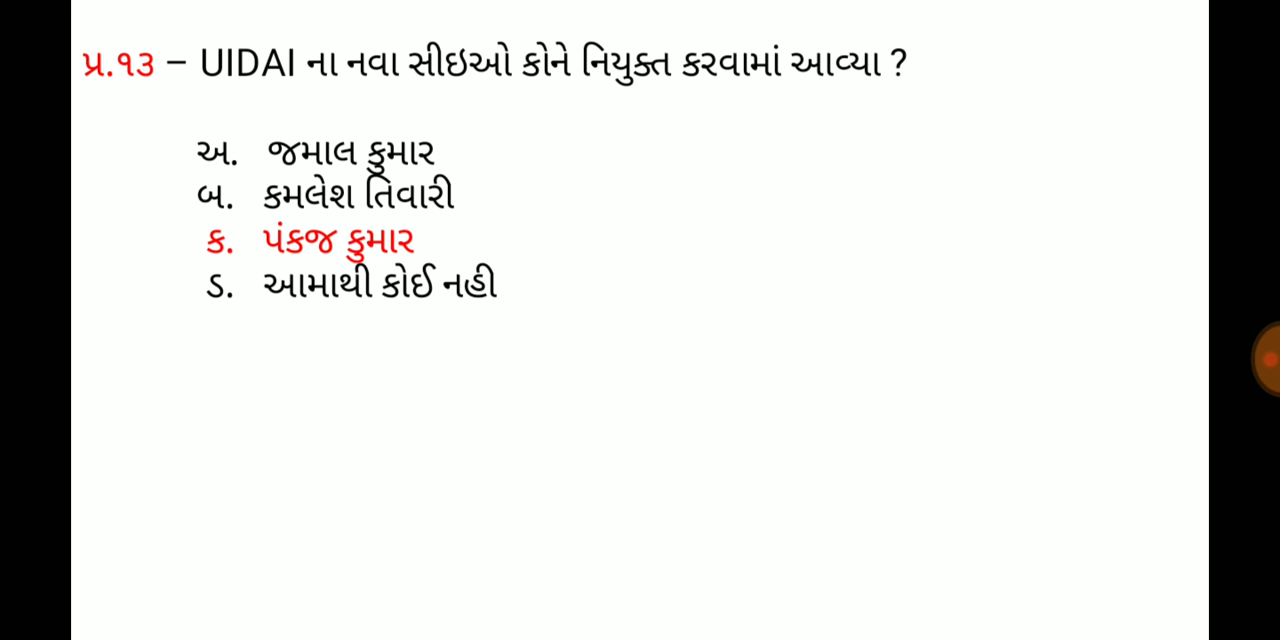 પ્ર.૧૩ – UIDAI ના નવા સીઇઓ કોને નિયુક્ત કરવામાં આવ્યા ?
અ. જમાલ કુમાર
બ. કમલેશ તિવારી
ક. પંકજ કુમાર
ડ. આમાથી કોઈ નહી